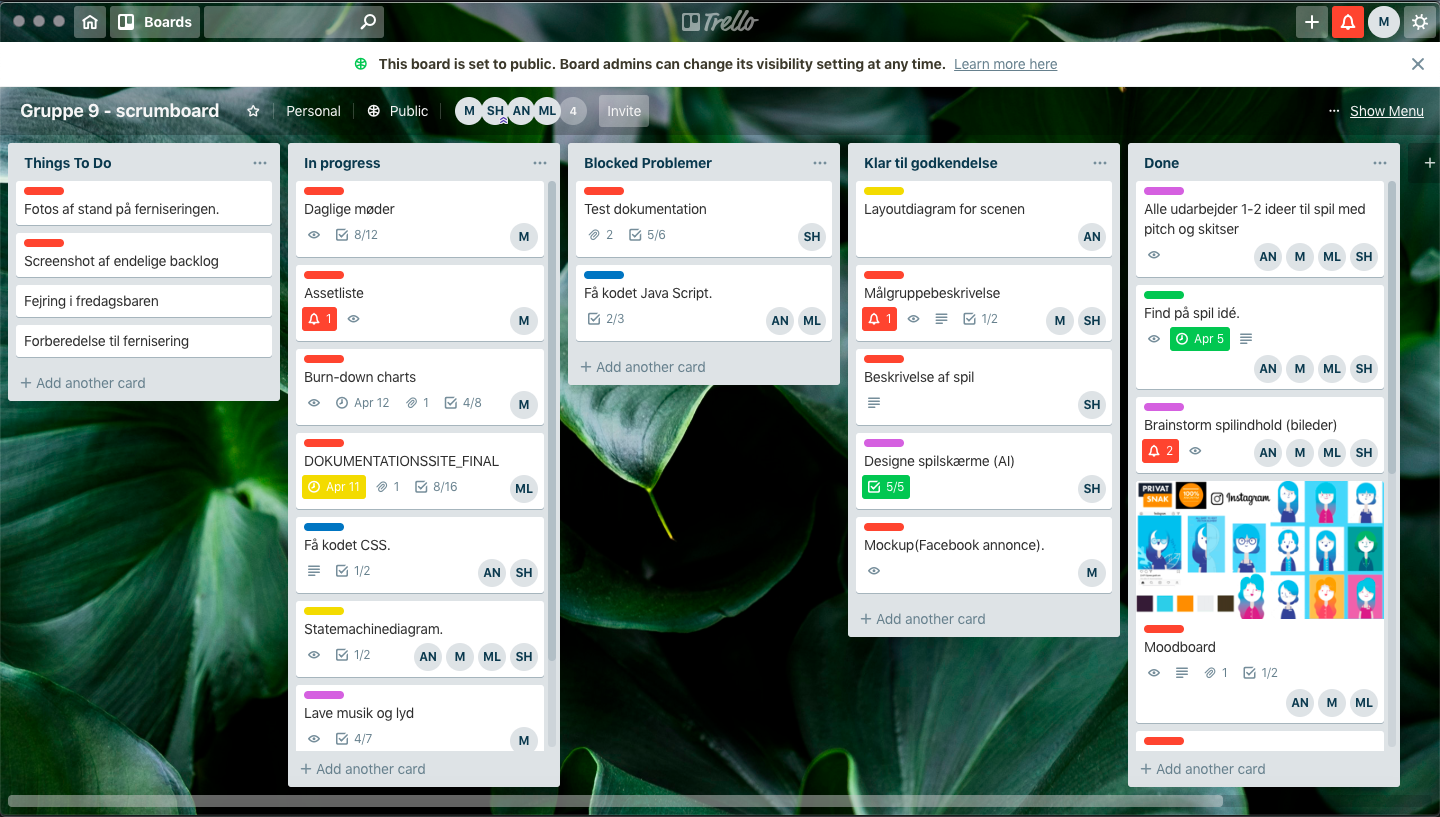 Boards
Trello
M
This board is set to public. Board admins can change its visibility setting at any time. Learn more here
Gruppe 9 - scrumboard
Personal
Public
M SH AN ML 4
Invite
... Show Menu
Things To Do
Fotos af stand på ferniseringen.
Screenshot af endelige backlog
Fejring i fredagsbaren
Forberedelse til fernisering
+ Add another card
In progress
Daglige møder
8/12
M
Assetliste
1
M
Burn-down charts
Apr 12 1 4/8
M
DOKUMENTATIONSSITE_FINAL
Apr 11 1 8/16
ML
Få kodet CSS.
1/2
AN SH
Statemachinediagram.
1/2
AN M ML SH
Lave musik og lyd
4/7
M
+ Add another card
Blocked Problemer
Test dokumentation
2 5/6
SH
Få kodet Java Script.
2/3
AN ML
+ Add another card
Klar til godkendelse
Layoutdiagram for scenen
AN
Målgruppebeskrivelse
1 1/2
M SH
Beskrivelse af spil
SH
Designe spilskærme (AI)
5/5
SH
Mockup(Facebook annonce).
M
+ Add another card
Done
Alle udarbejder 1-2 ideer til spil med
pitch og skitser
AN M ML SH
Find på spil idé.
Apr 5
AN M ML SH
Brainstorm spilindhold (billeder)
2
AN M ML SH
PRIVAT
SNAK
100%
Instagram
Moodboard
1 1/2
AN M ML
+ Add another card